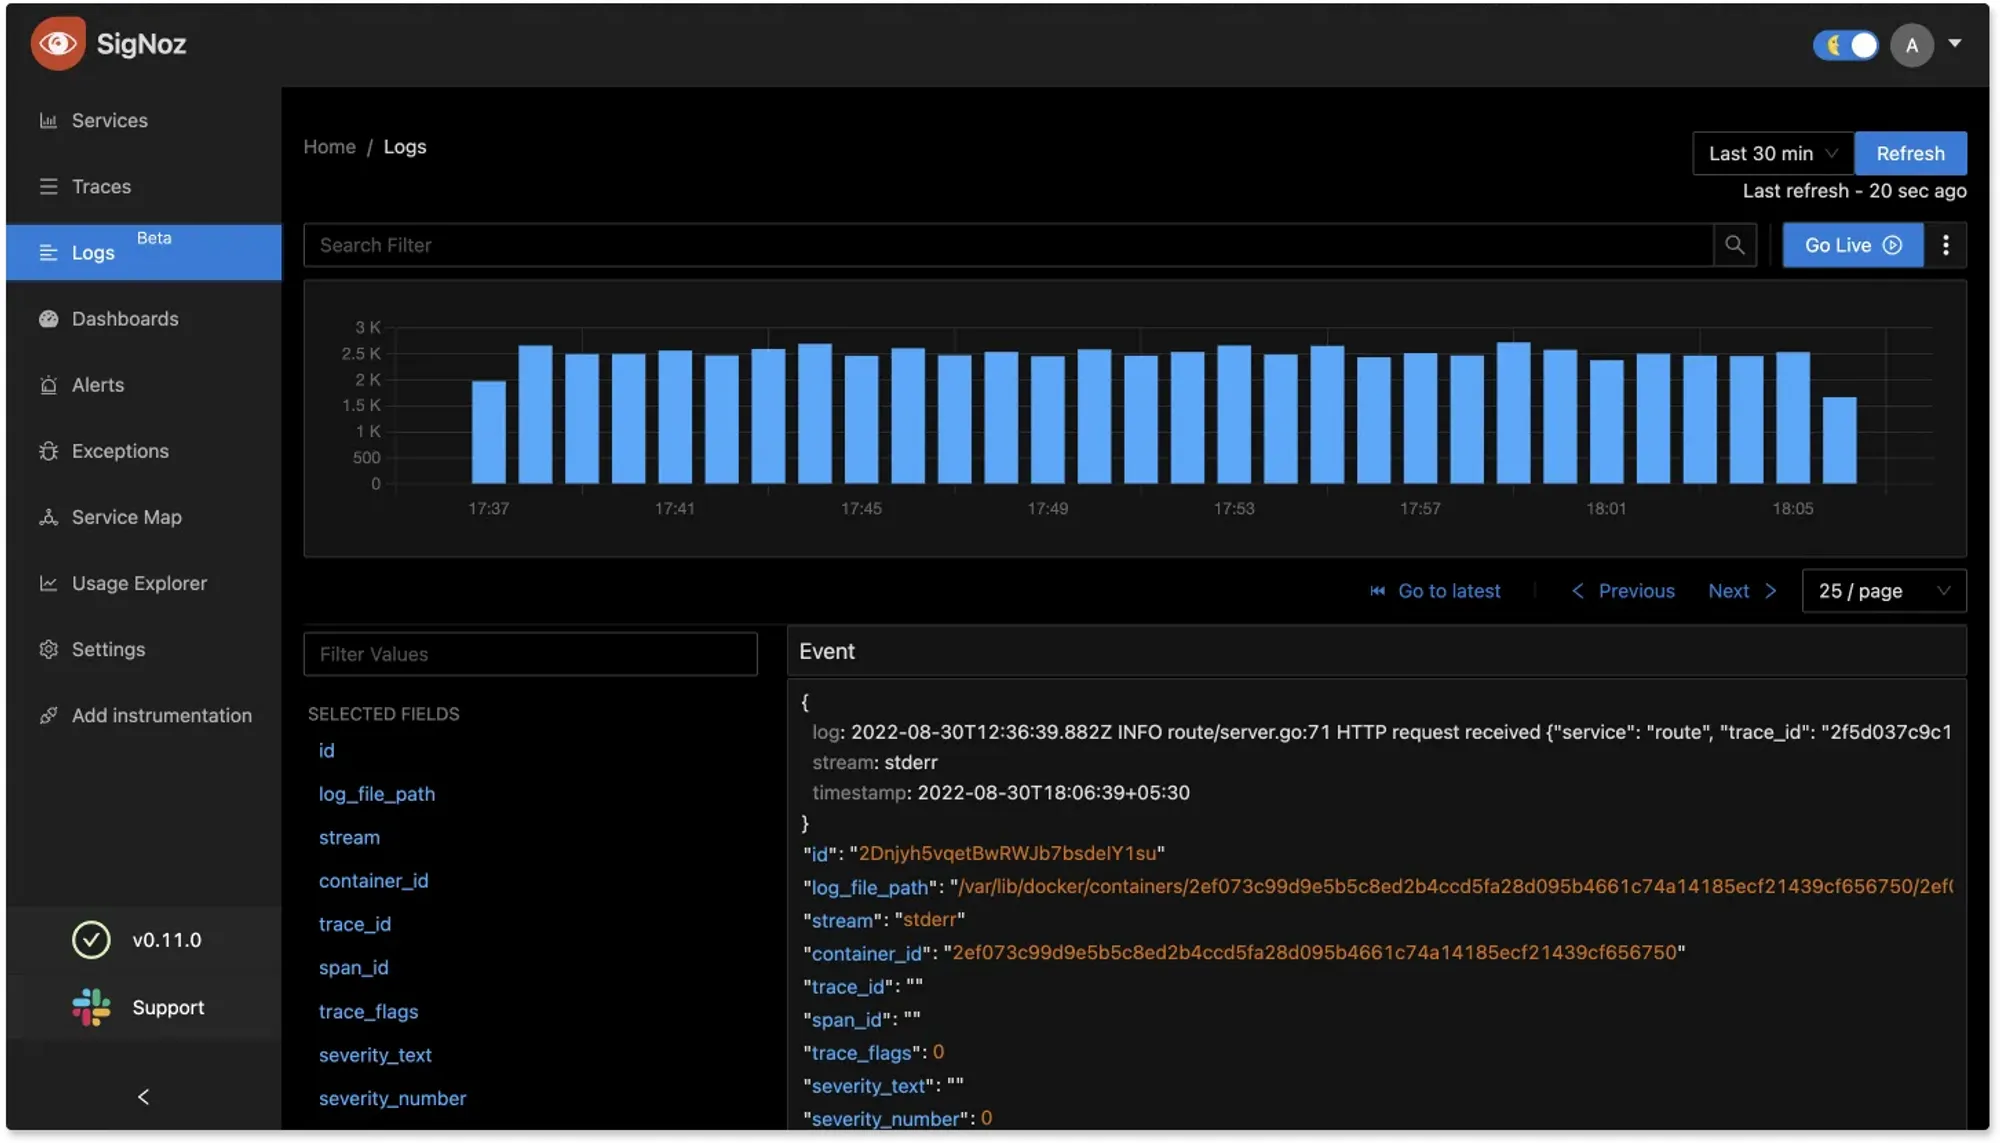 SigNoz
A
Services
Traces
Logs Beta
Dashboards
Alerts
Exceptions
Service Map
Usage Explorer
Settings
Add instrumentation
v0.11.0
Support
Home / Logs
Last 30 min
Refresh
Last refresh - 20 sec ago
Search Filter
Go Live
3 K
2.5 K
2 K
1.5 K
1 K
500
0
17:37 17:41 17:45 17:49 17:53 17:57 18:01 18:05
Go to latest Previous Next 25 / page
Filter Values
SELECTED FIELDS
id
log_file_path
stream
container_id
trace_id
span_id
trace_flags
severity_text
severity_number
Event
{
log: 2022-08-30T12:36:39.882Z INFO route/server.go:71 HTTP request received {"service": "route", "trace_id": "2f5d037c9c1
stream: stderr
timestamp: 2022-08-30T18:06:39+05:30
}
"id": "2Dnjyh5vqetBwRWJb7bsdeIY1su"
"log_file_path": "/var/lib/docker/containers/2ef073c99d9e5b5c8ed2b4ccd5fa28d095b4661c74a14185ecf21439cf656750/2ef0
"stream": "stderr"
"container_id": "2ef073c99d9e5b5c8ed2b4ccd5fa28d095b4661c74a14185ecf21439cf656750"
"trace_id": ""
"span_id": ""
"trace_flags": 0
"severity_text": ""
"severity_number": 0